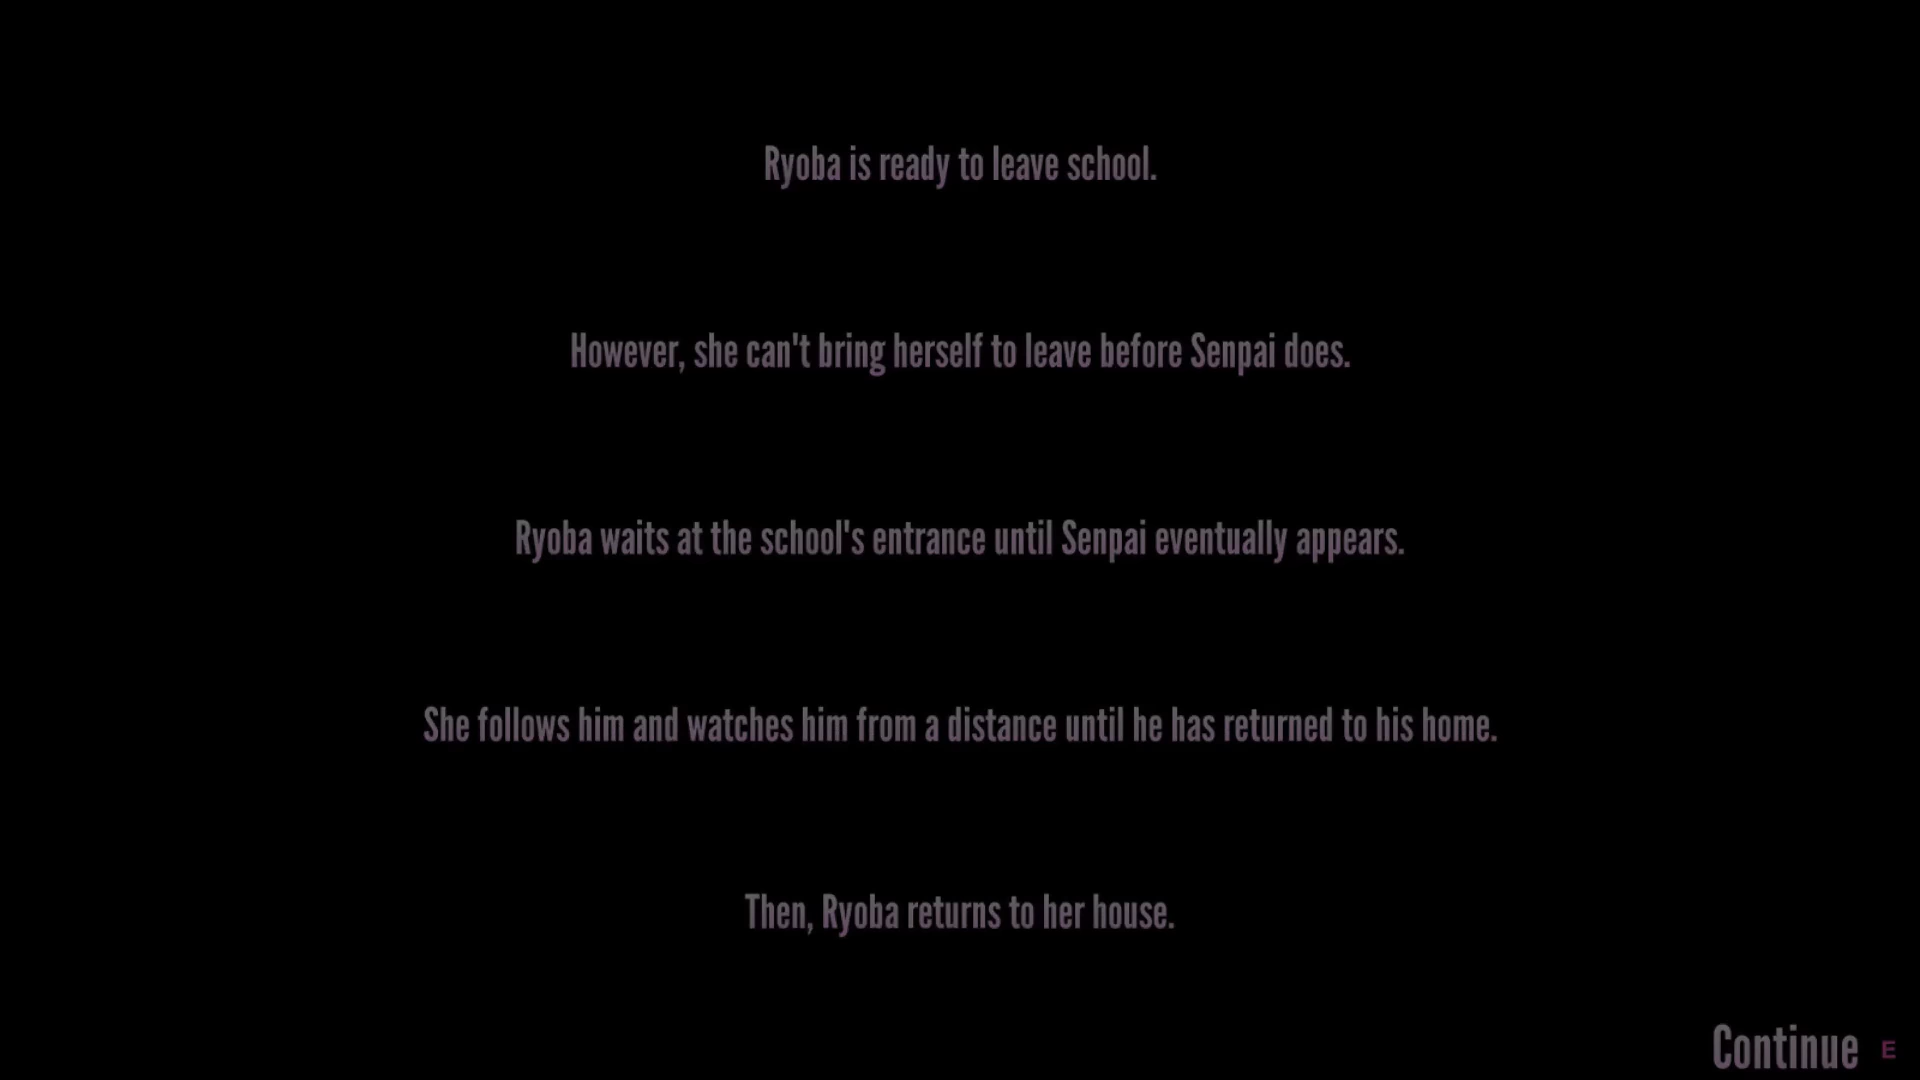 Ryoba is ready to leave school.
However, she can't bring herself to leave before Senpai does.
Ryoba waits at the school's entrance until Senpai eventually appears.
She follows him and watches him from a distance until he has returned to his home.
Then, Ryoba returns to her house.
Continue E